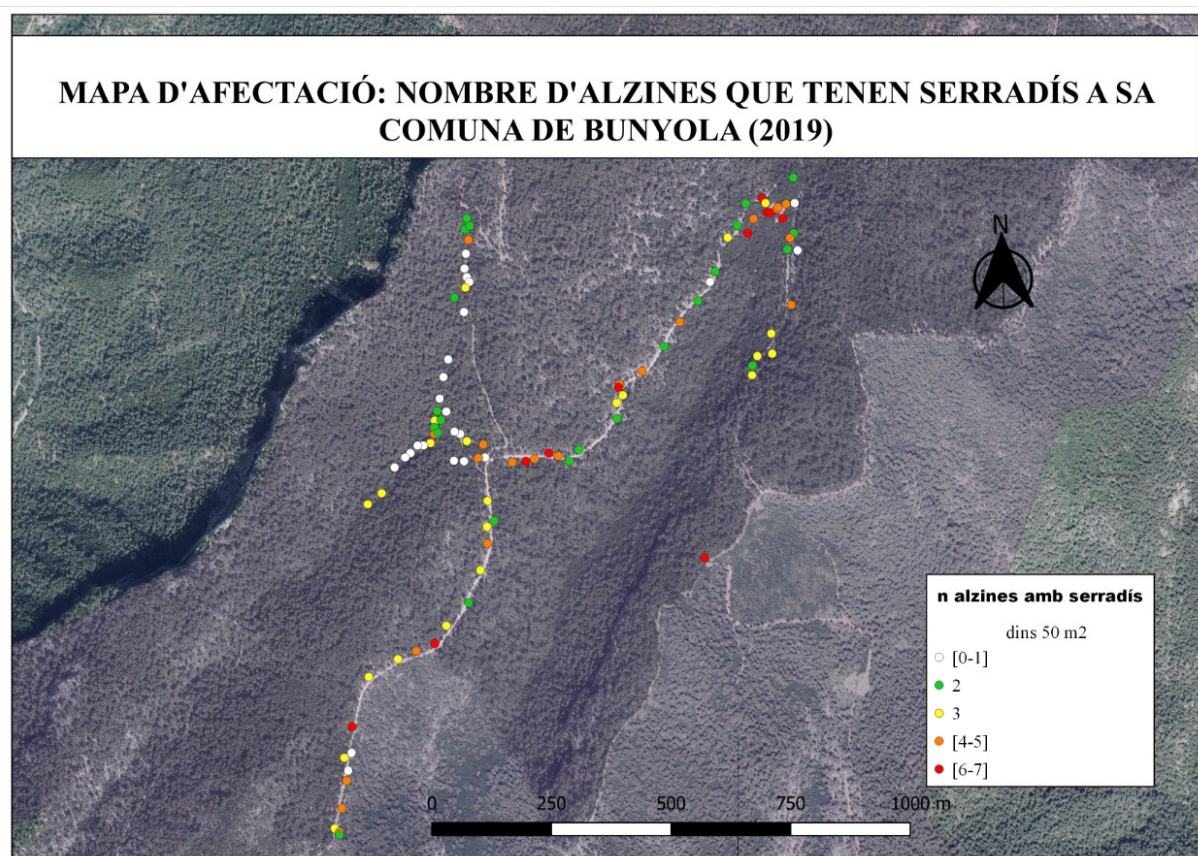 MAPA D'AFECTACIÓ: NOMBRE D'ALZINES QUE TENEN SERRADÍS A SA
COMUNA DE BUNYOLA (2019)
N
n alzines amb serradís
dins 50 m2
[0-1]
2
3
[4-5]
[6-7]
0 250 500 750 1000 m